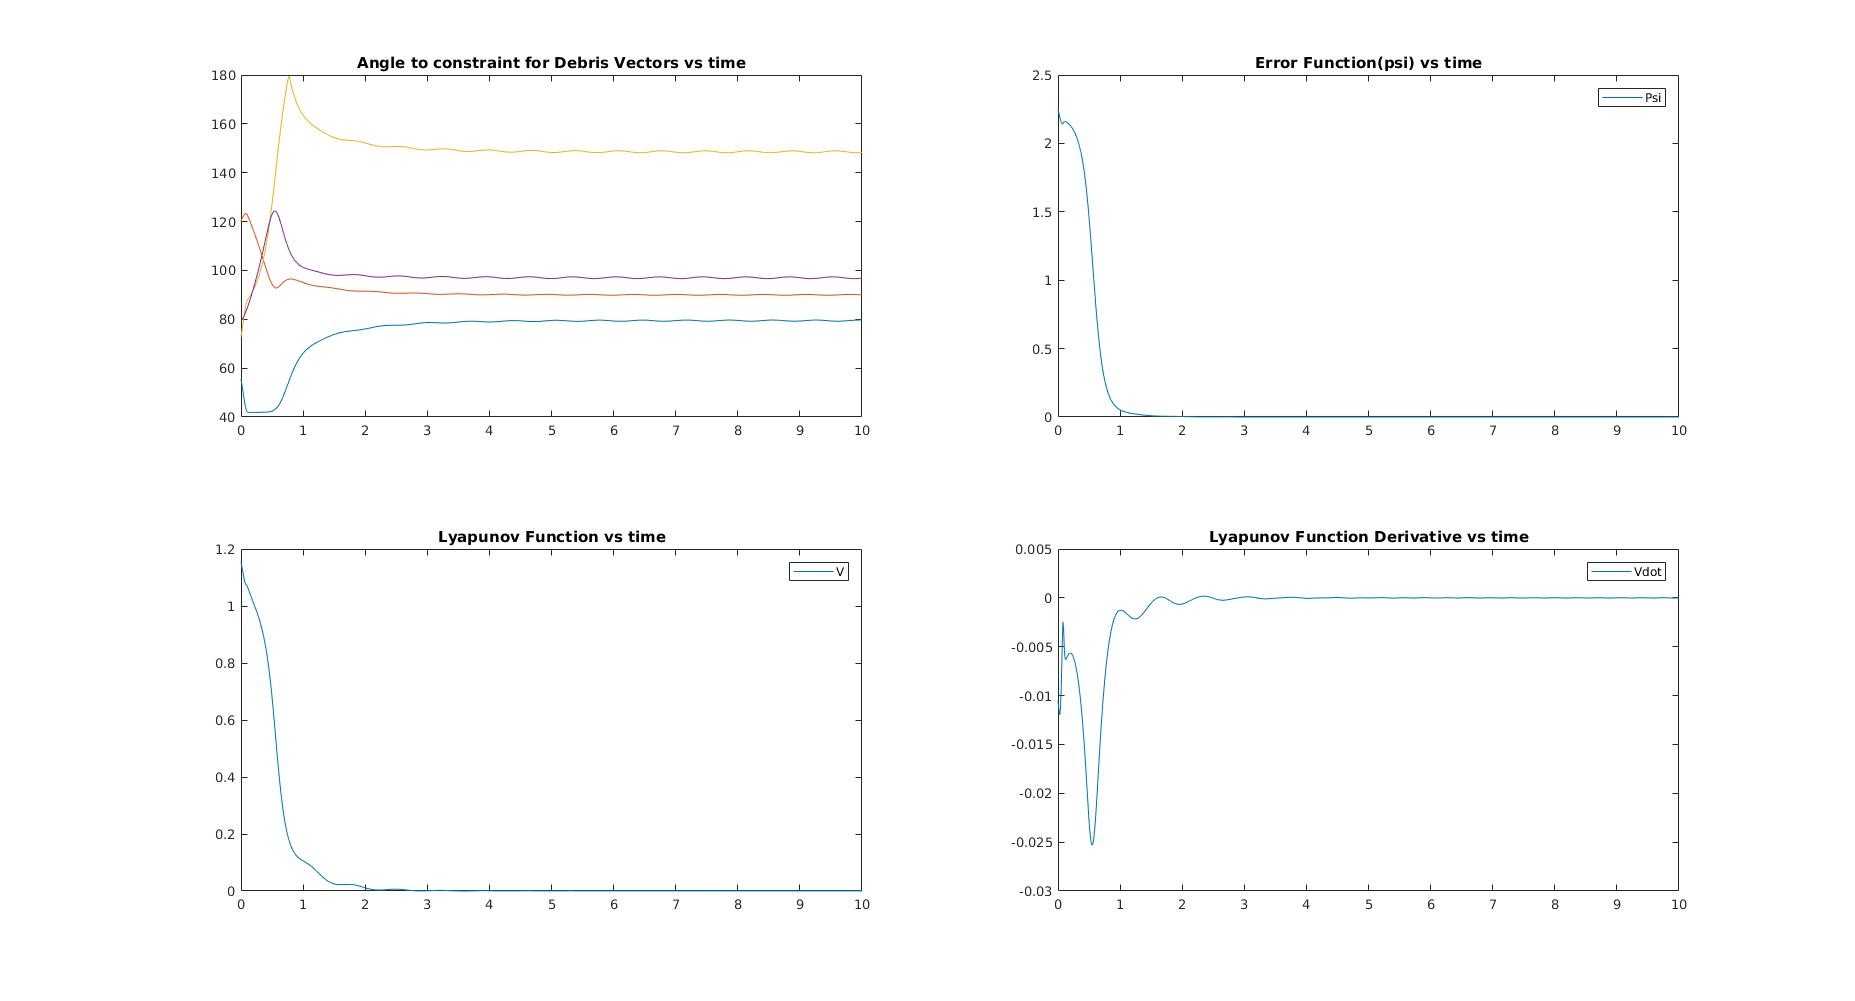 Angle to constraint for Debris Vectors vs time
180
160
140
120
100
80
60
40
0 1 2 3 4 5 6 7 8 9 10
Error Function(psi) vs time
2.5
2
1.5
1
0.5
0
Psi
0 1 2 3 4 5 6 7 8 9 10
Lyapunov Function vs time
1.2
1
0.8
0.6
0.4
0.2
0
V
0 1 2 3 4 5 6 7 8 9 10
Lyapunov Function Derivative vs time
0.005
0
-0.005
-0.01
-0.015
-0.02
-0.025
-0.03
Vdot
0 1 2 3 4 5 6 7 8 9 10